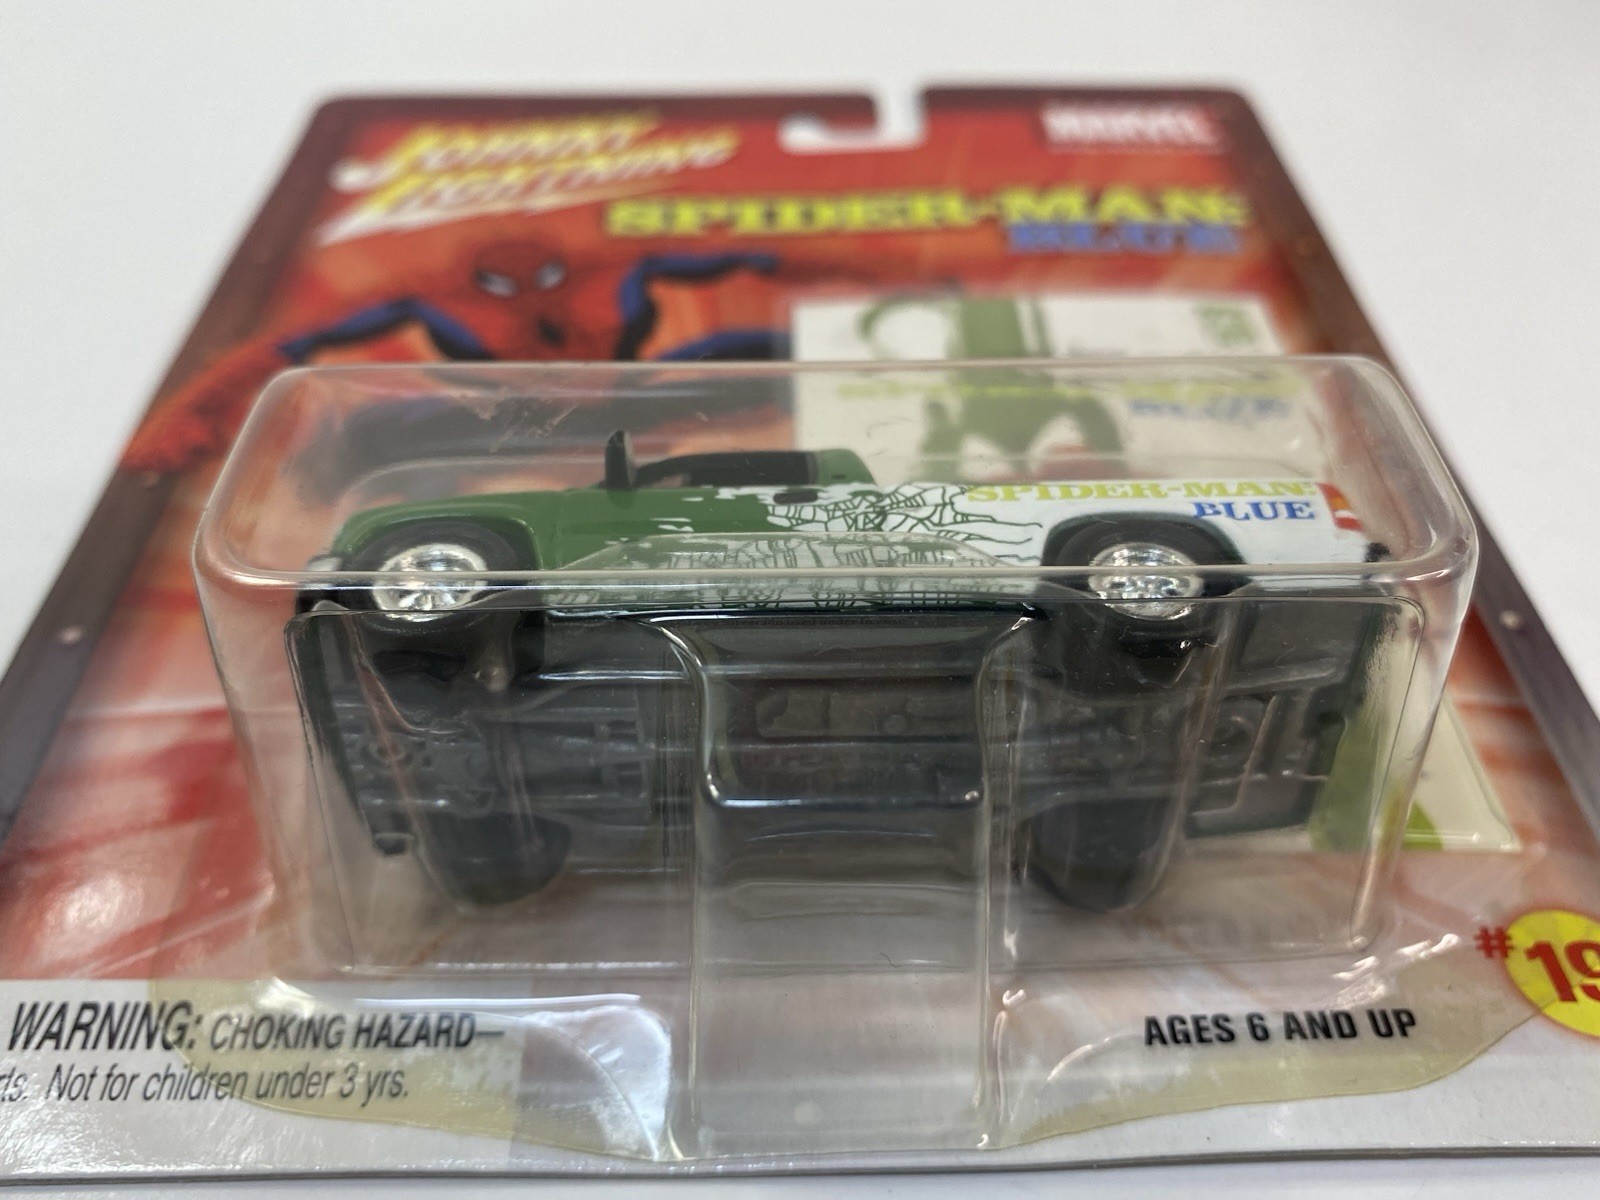 JOHNNY
LIGHTNING
MARVEL
SPIDER-MAN:
BLUE
SPIDER-MAN:
BLUE
#19
WARNING: CHOKING HAZARD—
Not for children under 3 yrs.
AGES 6 AND UP